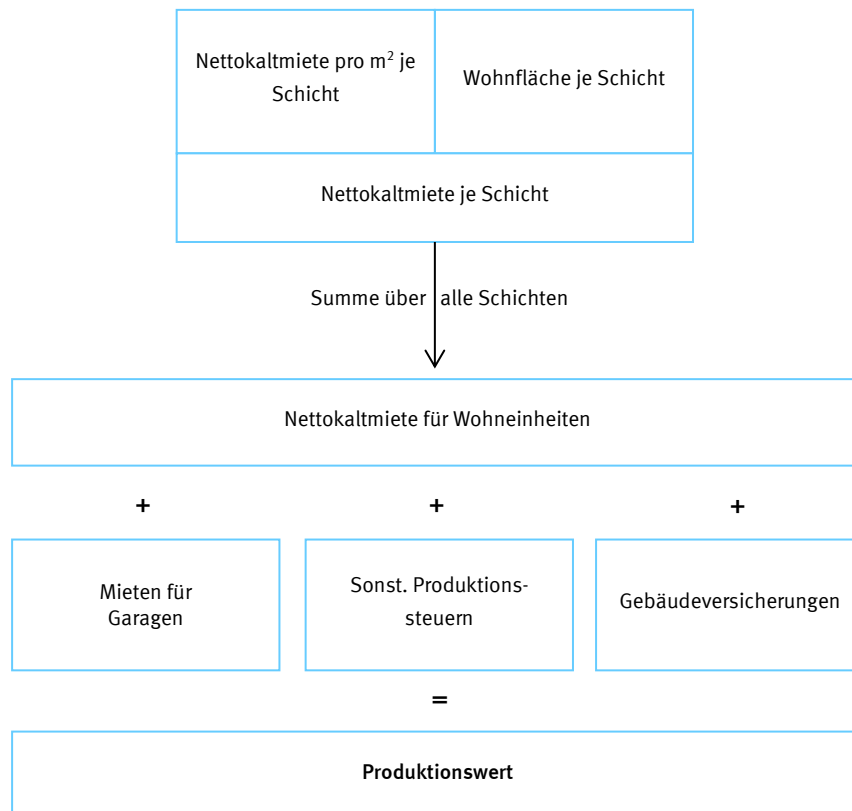 Nettokaltmiete pro m² je
Schicht
Wohnfläche je Schicht
Nettokaltmiete je Schicht
Summe über alle Schichten
Nettokaltmiete für Wohneinheiten
+ + +
Mieten für
Garagen
Sonst. Produktions-
steuern
Gebäudeversicherungen
=
Produktionswert